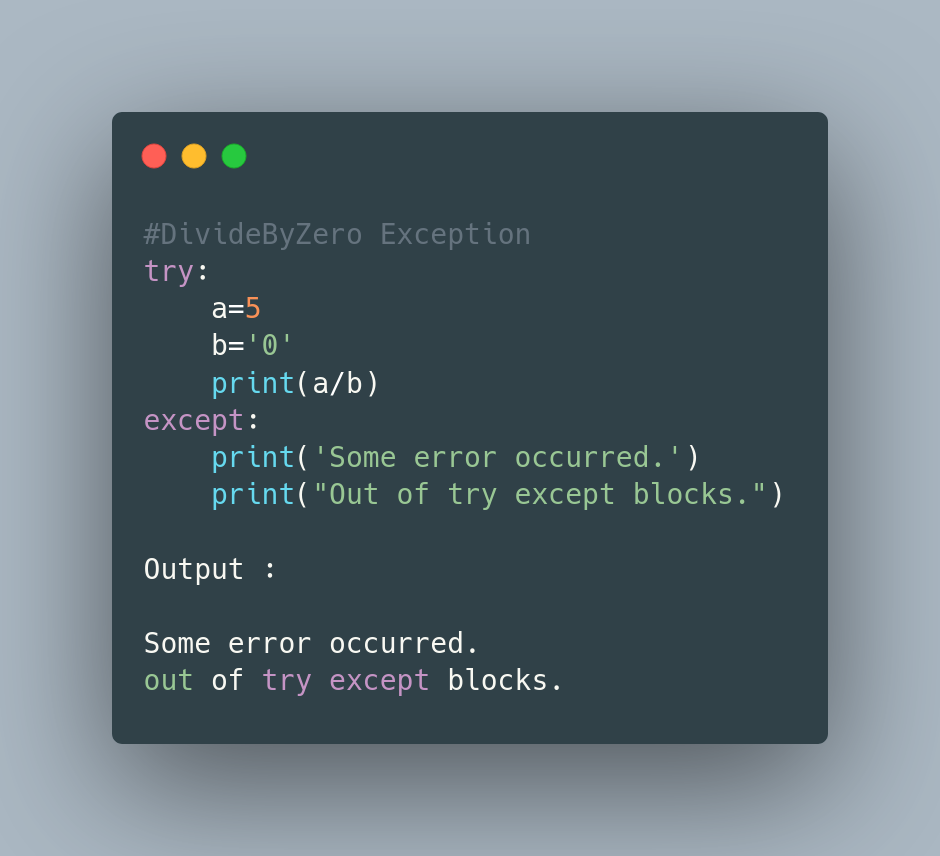 #DivideByZero Exception
try:
    a=5
    b='0'
    print(a/b)
except:
    print('Some error occurred.')
    print("Out of try except blocks.")
Output :
Some error occurred.
out of try except blocks.